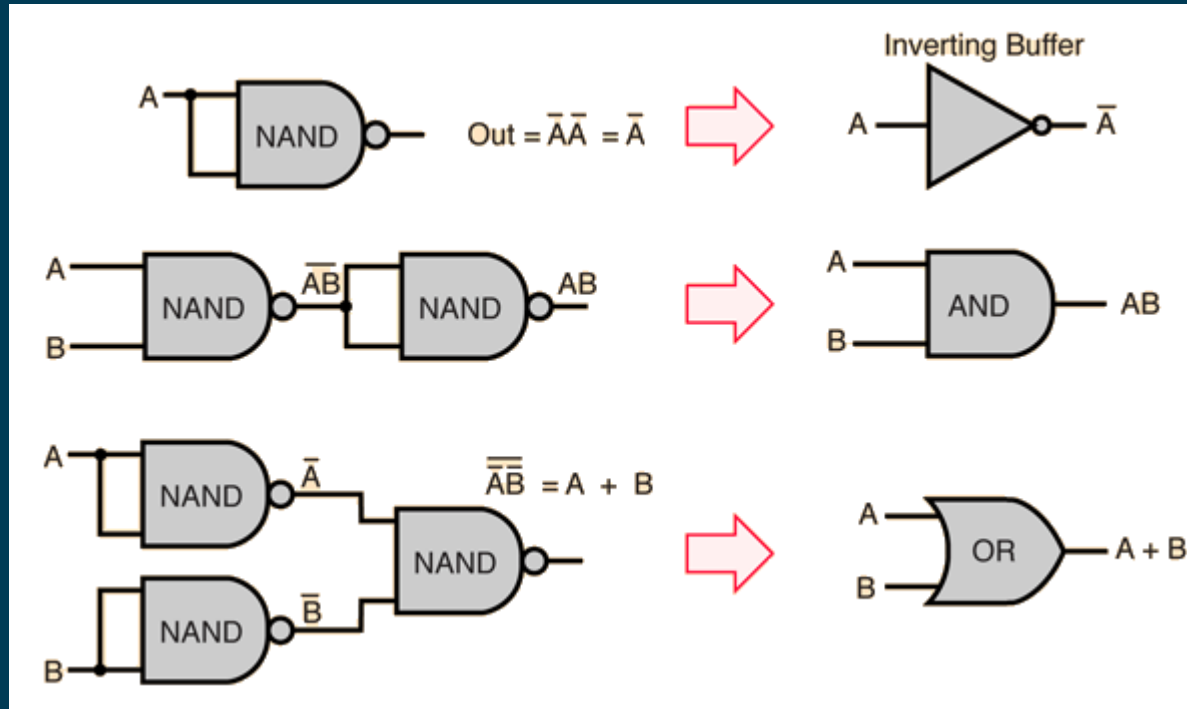 Inverting Buffer
A
NAND
Out = A̅A̅ = A̅
A
A̅
A
B
NAND
A̅B̅
NAND
AB
A
B
AND
AB
A
NAND
A̅
B
NAND
B̅
NAND
A̿B̿ = A + B
A
B
OR
A + B